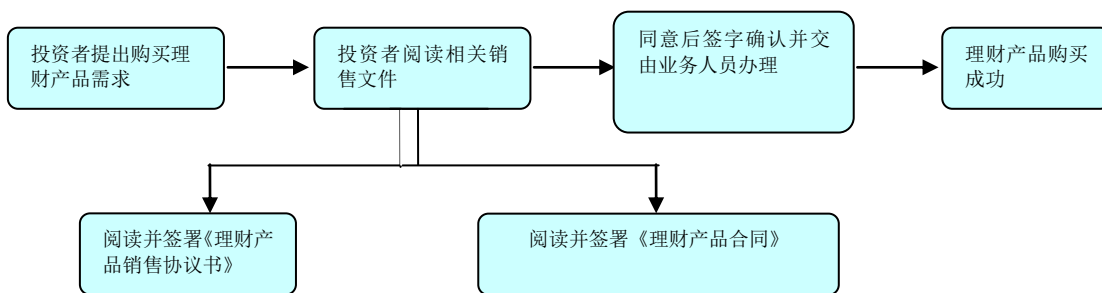 投资者提出购买理
财产品需求
投资者阅读相关销
售文件
同意后签字确认并交
由业务人员办理
理财产品购买
成功
阅读并签署《理财产
品销售协议书》
阅读并签署《理财产品合同》